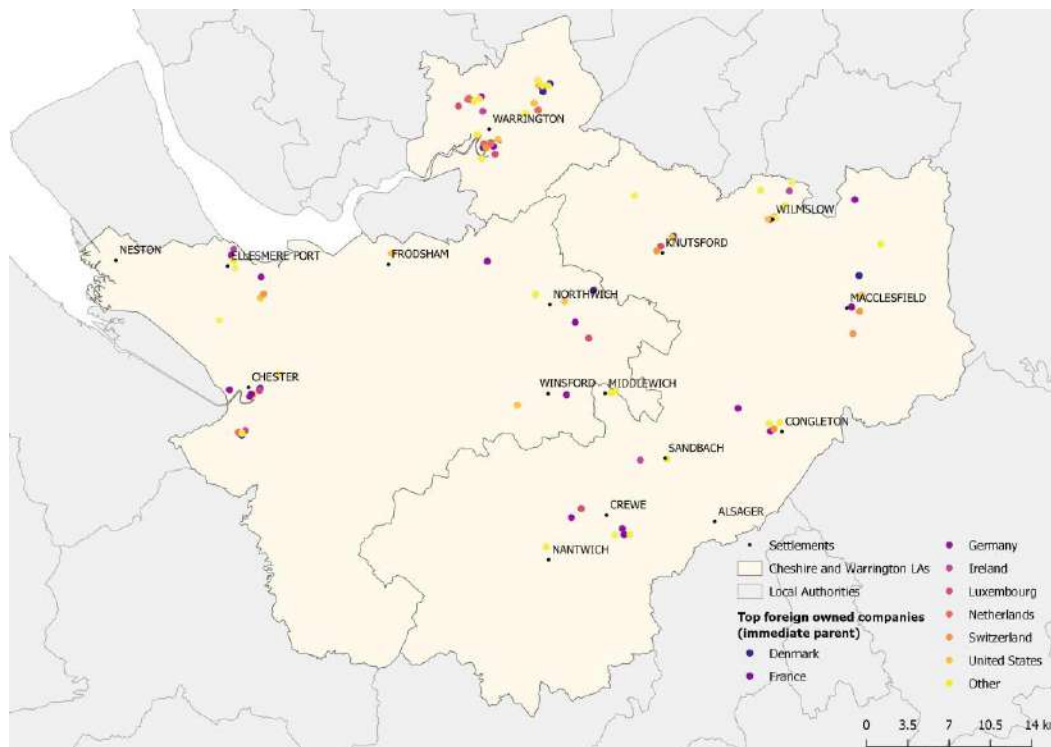 WARRINGTON
WILMSLOW
NESTON
ELLESMERE PORT
FRODSHAM
KNUTSFORD
NORTHWICH
MACCLESFIELD
CHESTER
WINSFORD
MIDDLEWICH
CONGLETON
SANDBACH
CREWE
ALSAGER
NANTWICH
Settlements
Cheshire and Warrington LAs
Local Authorities
Top foreign owned companies
(immediate parent)
Denmark
France
Germany
Ireland
Luxembourg
Netherlands
Switzerland
United States
Other
0 3.5 7 10.5 14 k